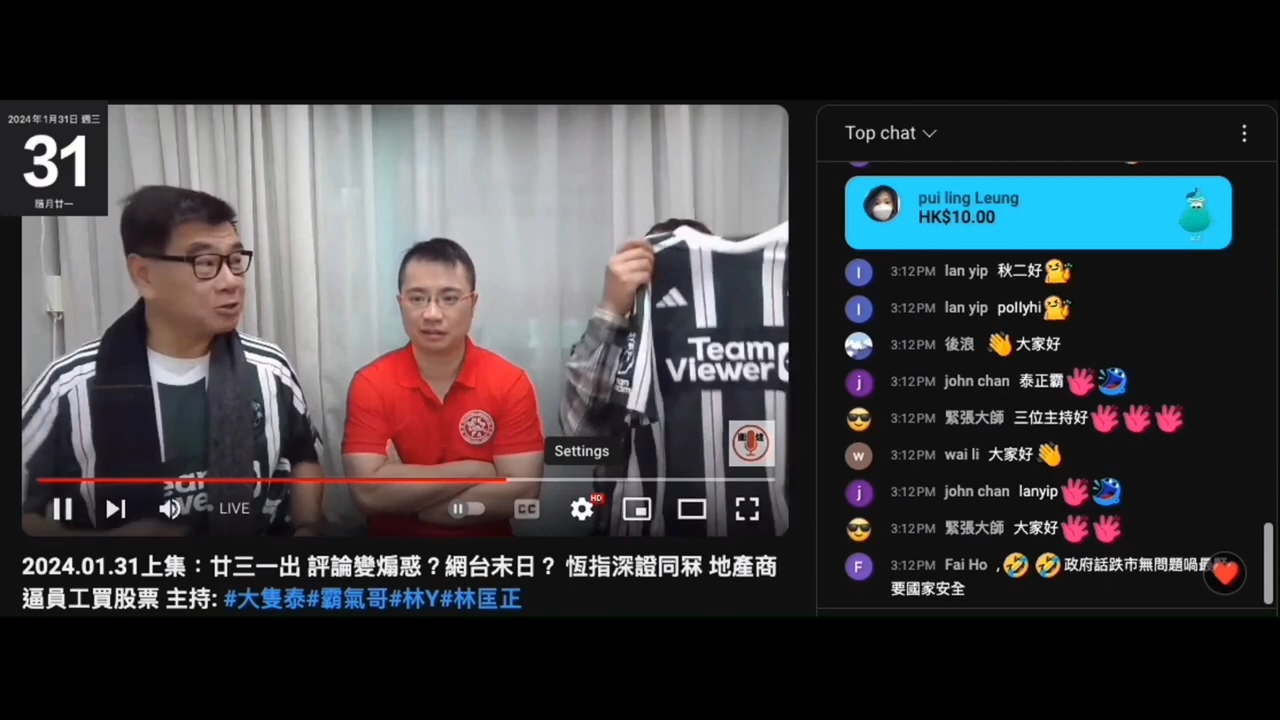 2024年1月31日 週三
31
臘月廿一
Team
Viewer
Settings
LIVE
CC
HD
2024.01.31上集：廿三一出 評論變煽惑？網台末日？ 恆指深證同冧 地產商
逼員工買股票 主持: #大隻泰#霸氣哥#林Y#林匡正
Top chat
pui ling Leung
HK$10.00
3:12PM lan yip 秋二好
3:12PM lan yip pollyhi
3:12PM 後浪 大家好
j 3:12PM john chan 泰正霸
3:12PM 緊張大師 三位主持好
w 3:12PM wai li 大家好
j 3:12PM john chan lanyip
3:12PM 緊張大師 大家好
F 3:12PM Fai Ho , 政府話跌市無問題喎最
要國家安全